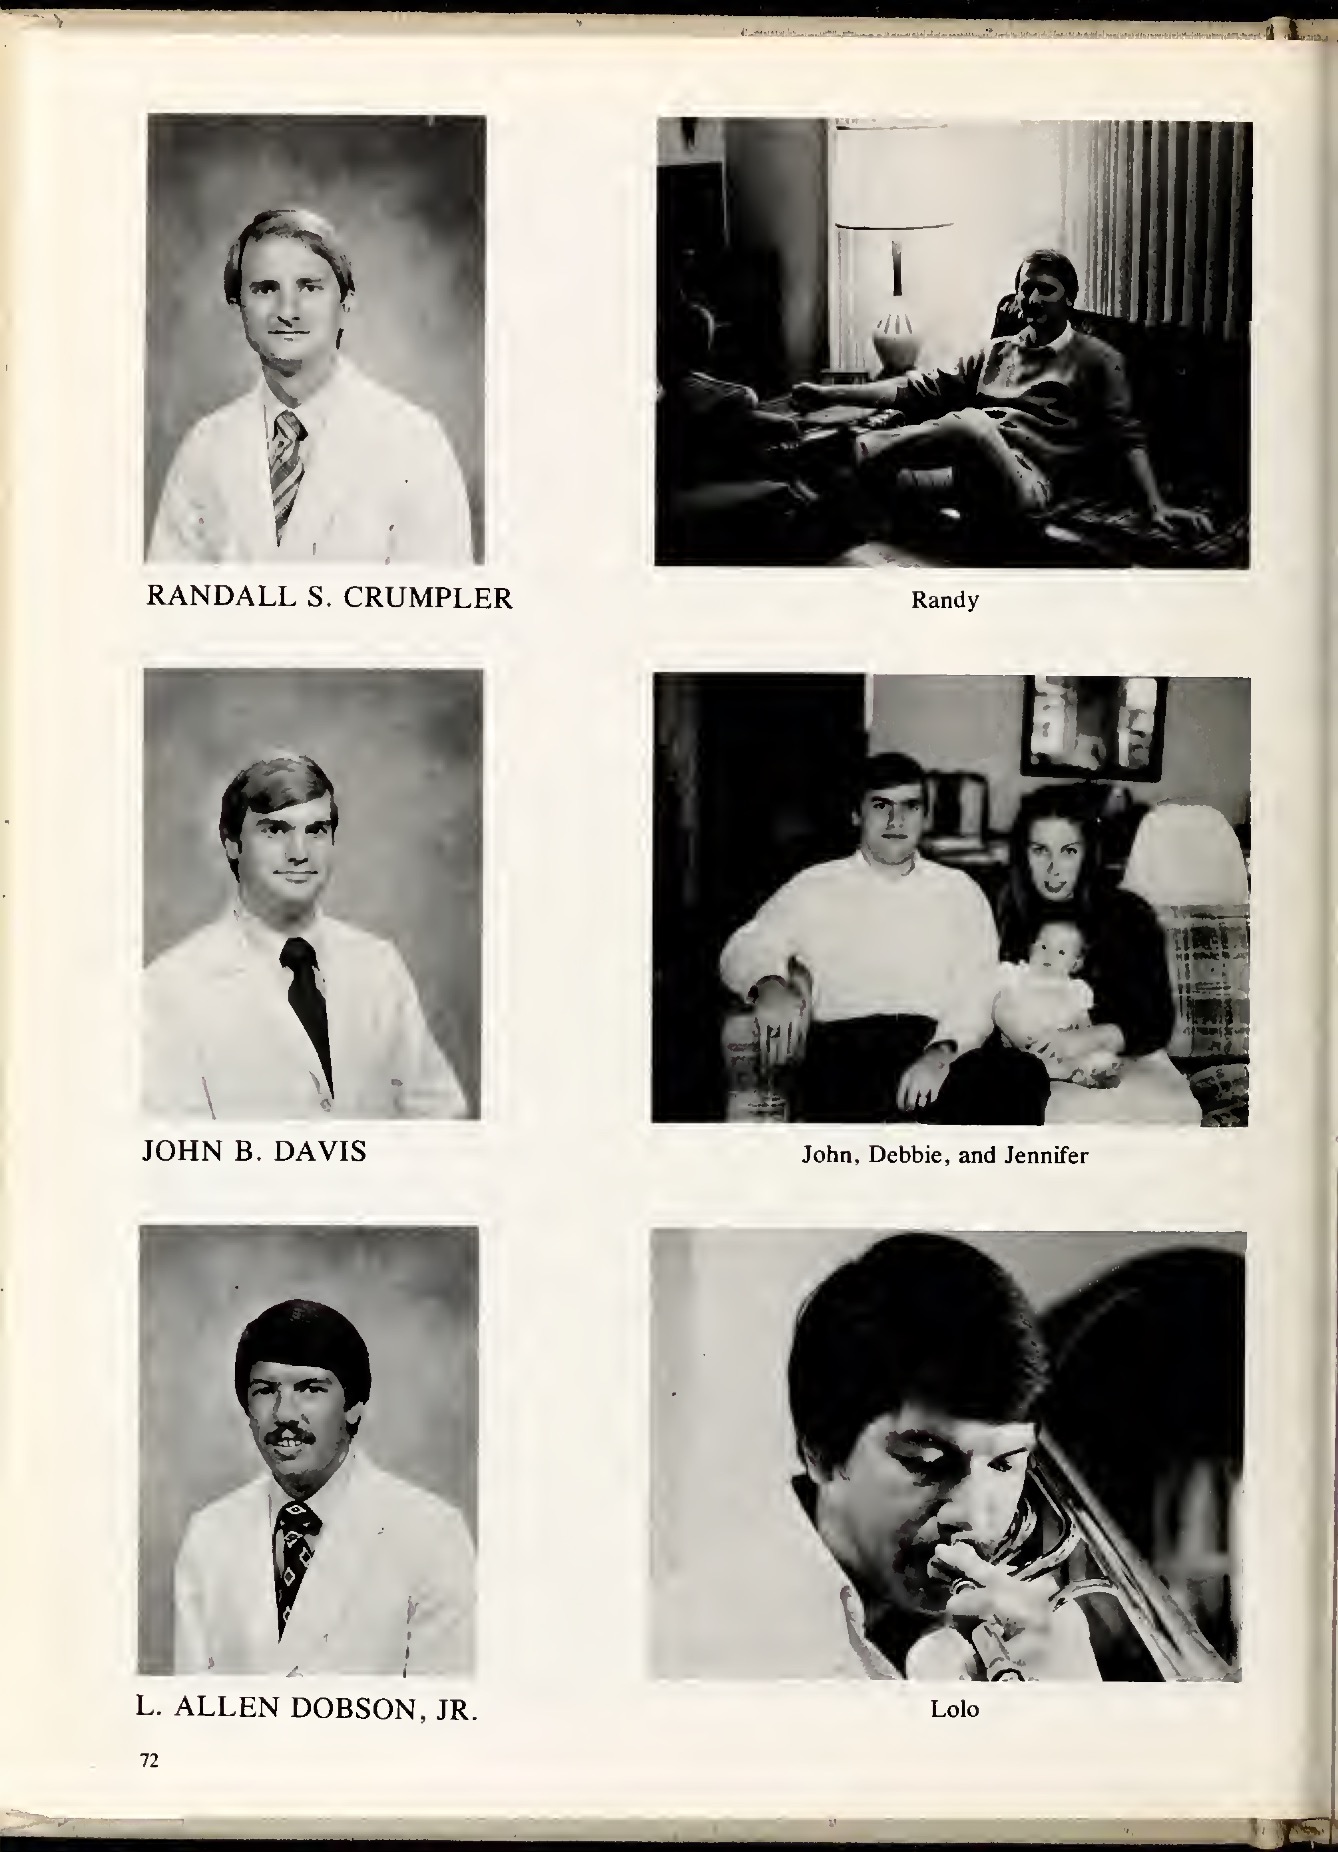 RANDALL S. CRUMPLER
Randy
JOHN B. DAVIS
John, Debbie, and Jennifer
L. ALLEN DOBSON, JR.
Lolo
72